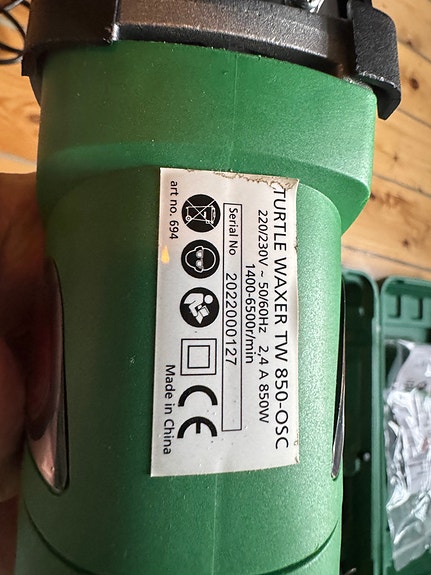 TURTLE WAXER TW 850-OSC
220/230V ~ 50/60Hz 2,4 A 850W
1400-6500r/min
Serial No 2022000127
CE
art no. 694
Made in China